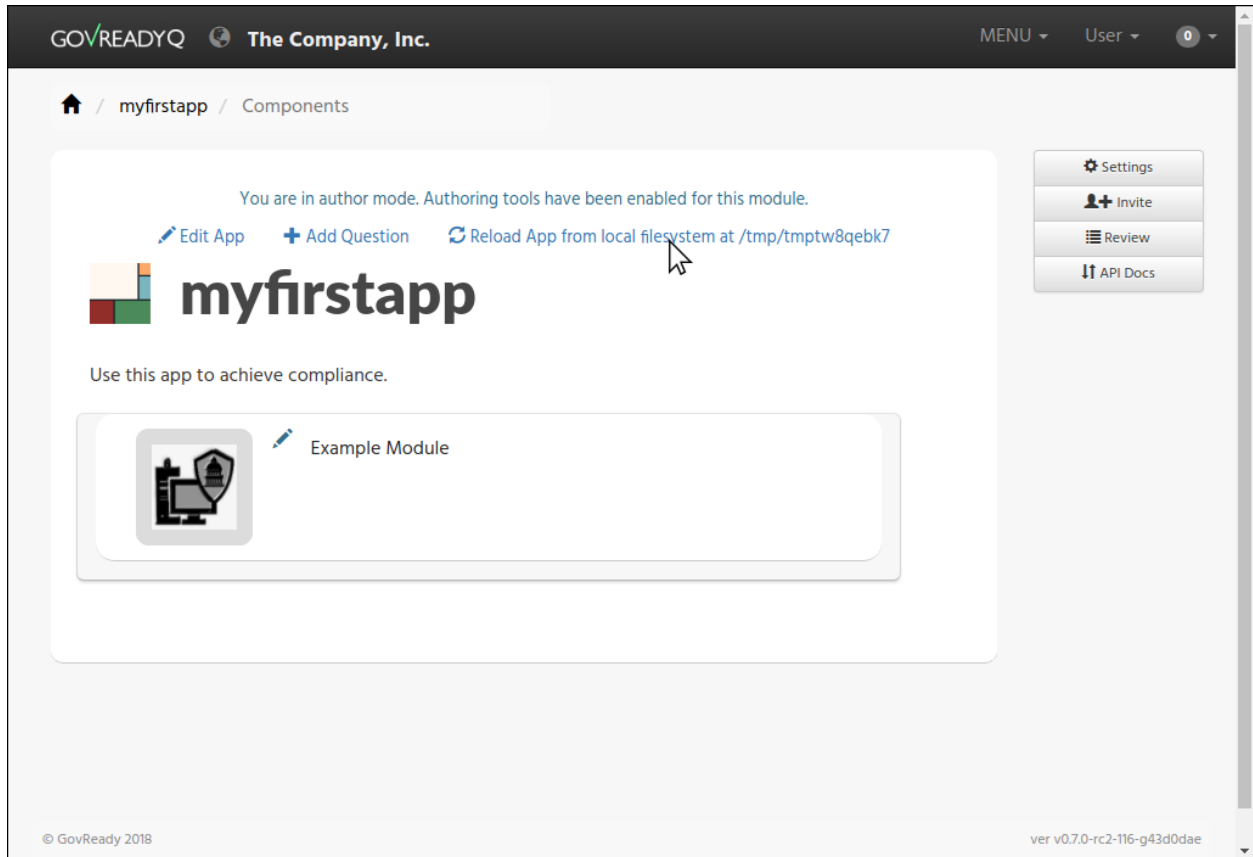 GOVREADYQ The Company, Inc. MENU User 0
/ myfirstapp / Components
You are in author mode. Authoring tools have been enabled for this module.
Edit App Add Question Reload App from local filesystem at /tmp/tmptw8qebk7
myfirstapp
Use this app to achieve compliance.
Example Module
Settings
Invite
Review
API Docs
© GovReady 2018 ver v0.7.0-rc2-116-g43d0dae